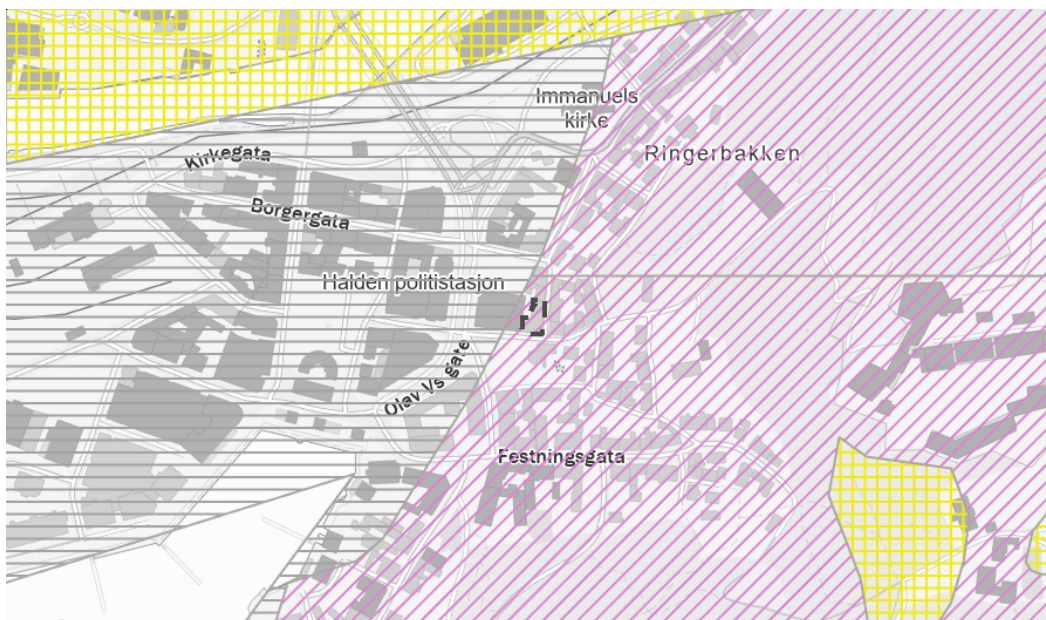 Immanuels
kirke
Ringerbakken
Kirkegata
Borgergata
Halden politistasjon
Olav Vs gate
Festningsgata